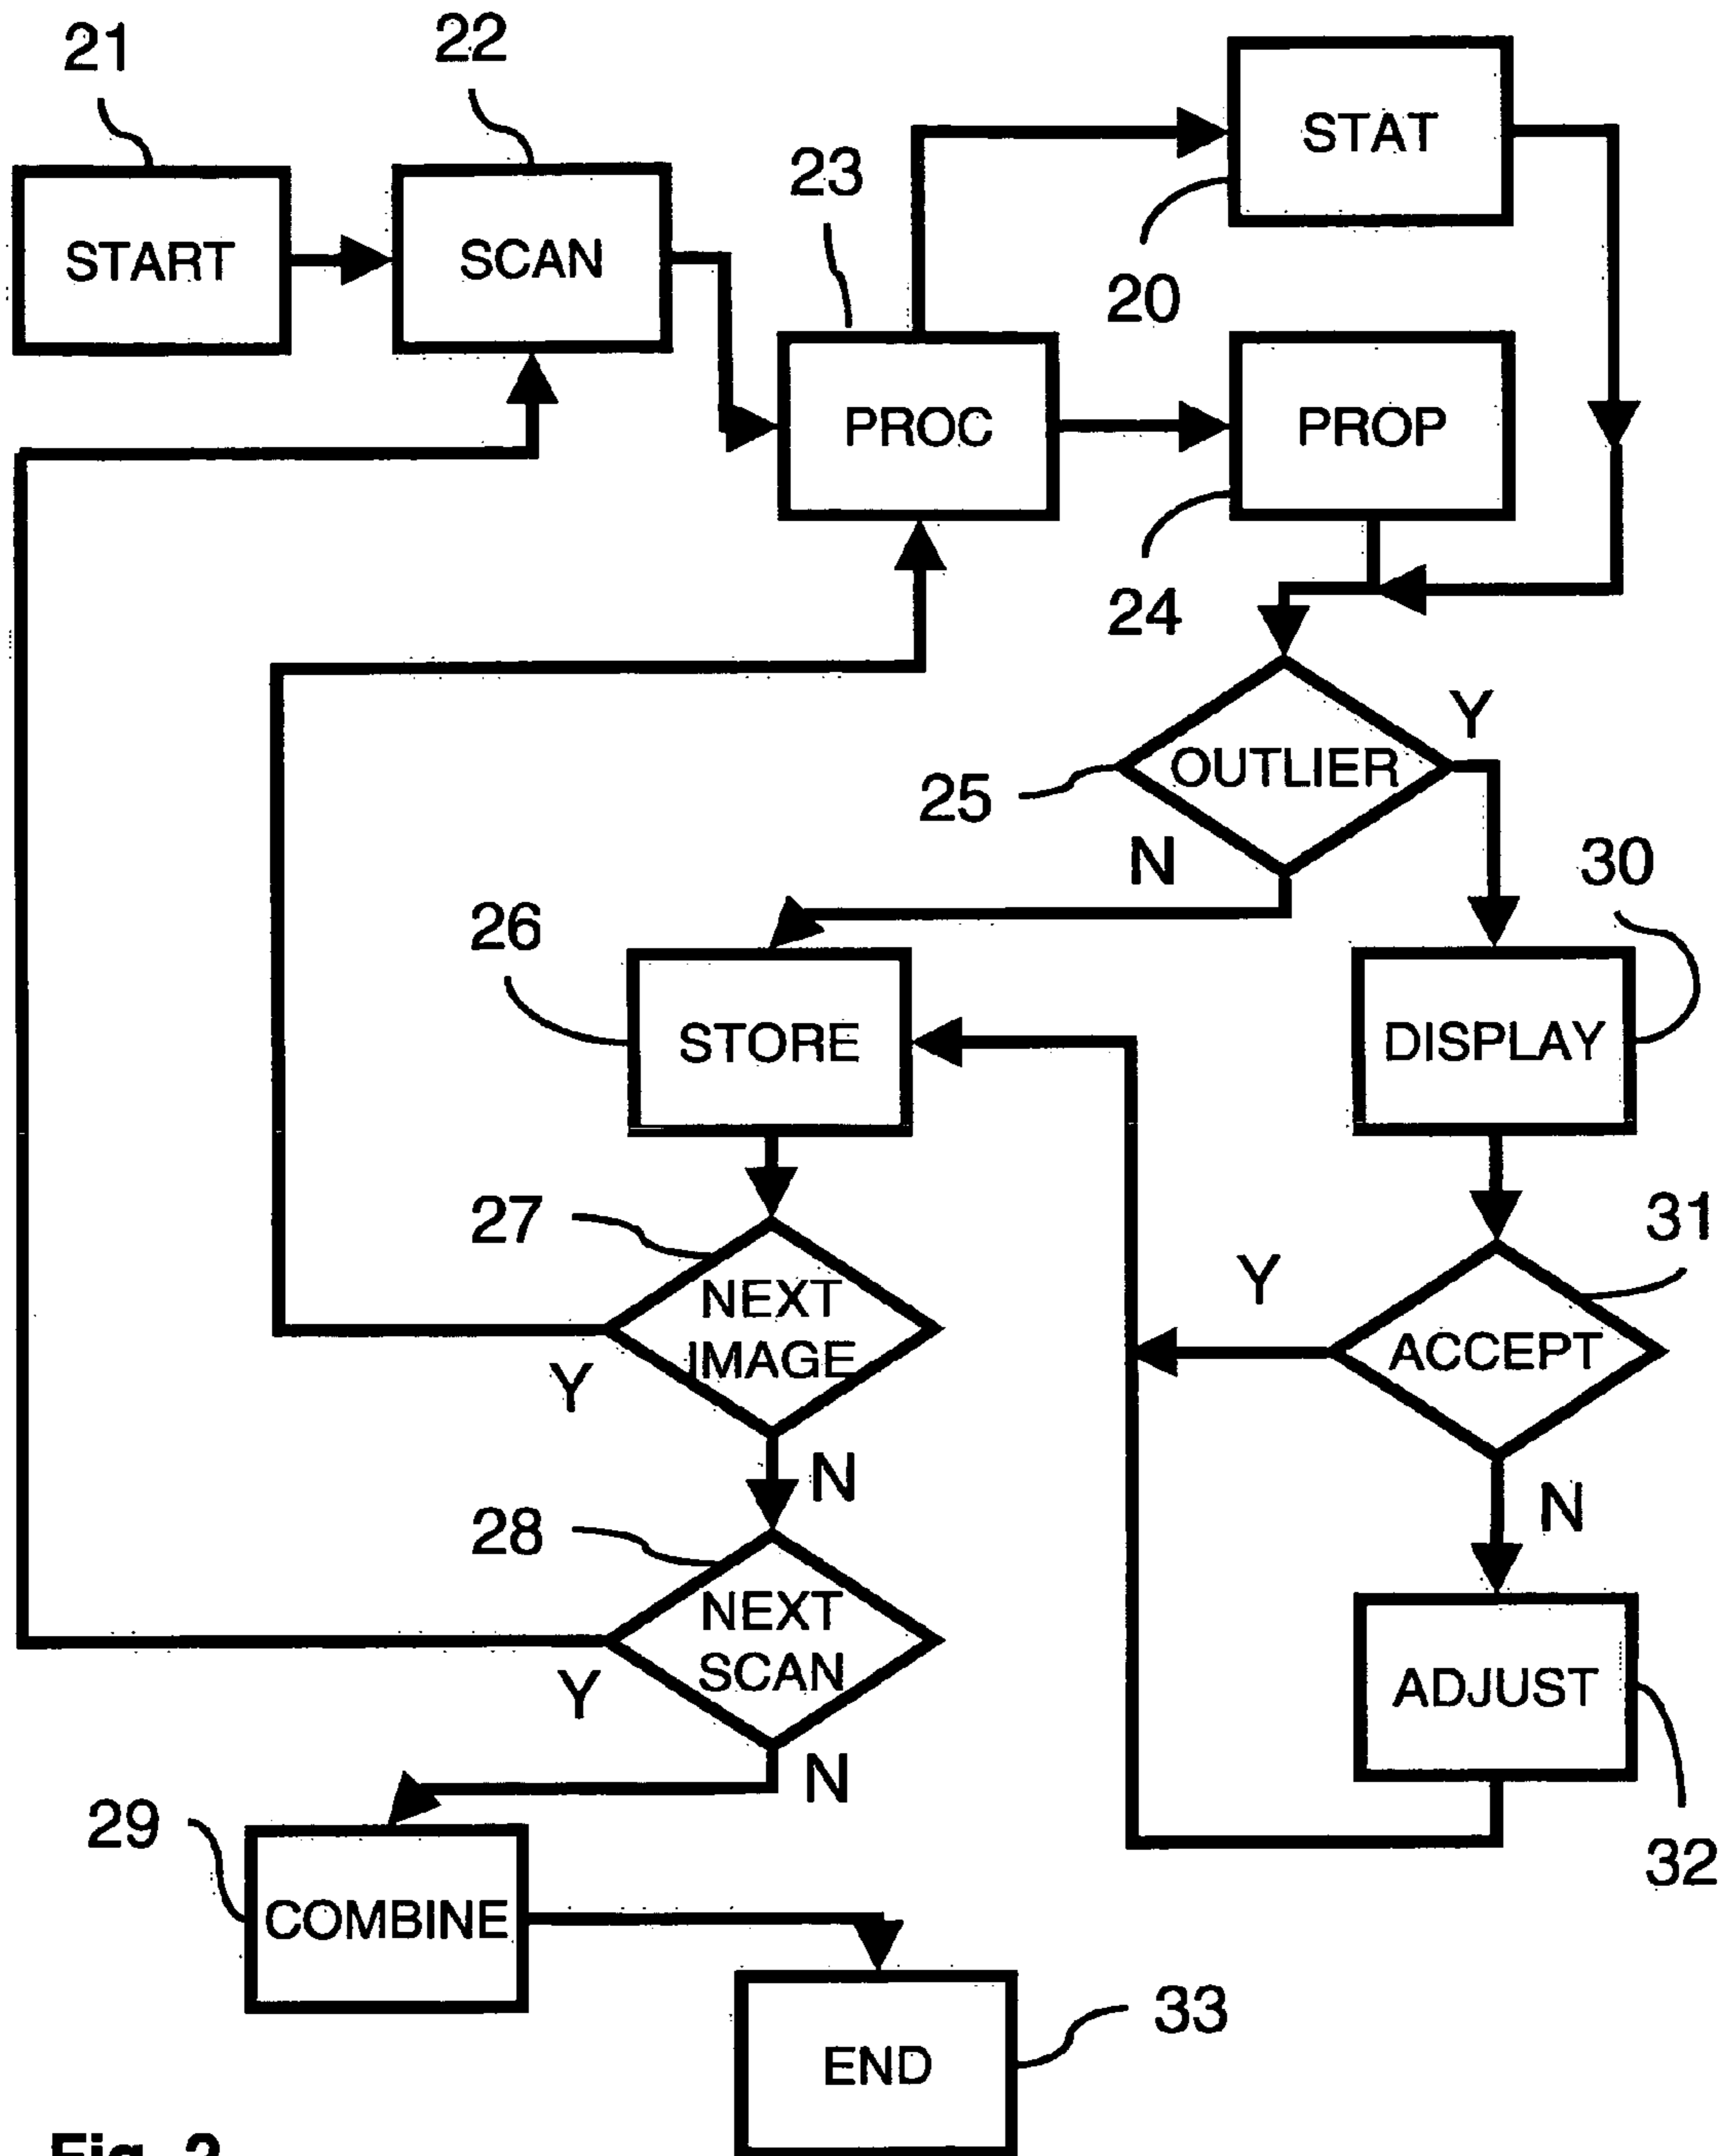 21
22
START
SCAN
23
STAT
20
PROC
PROP
24
OUTLIER
Y
25
N
30
26
STORE
DISPLAY
27
31
NEXT
IMAGE
Y
Y
ACCEPT
N
N
28
NEXT
SCAN
Y
ADJUST
N
32
29
COMBINE
33
END